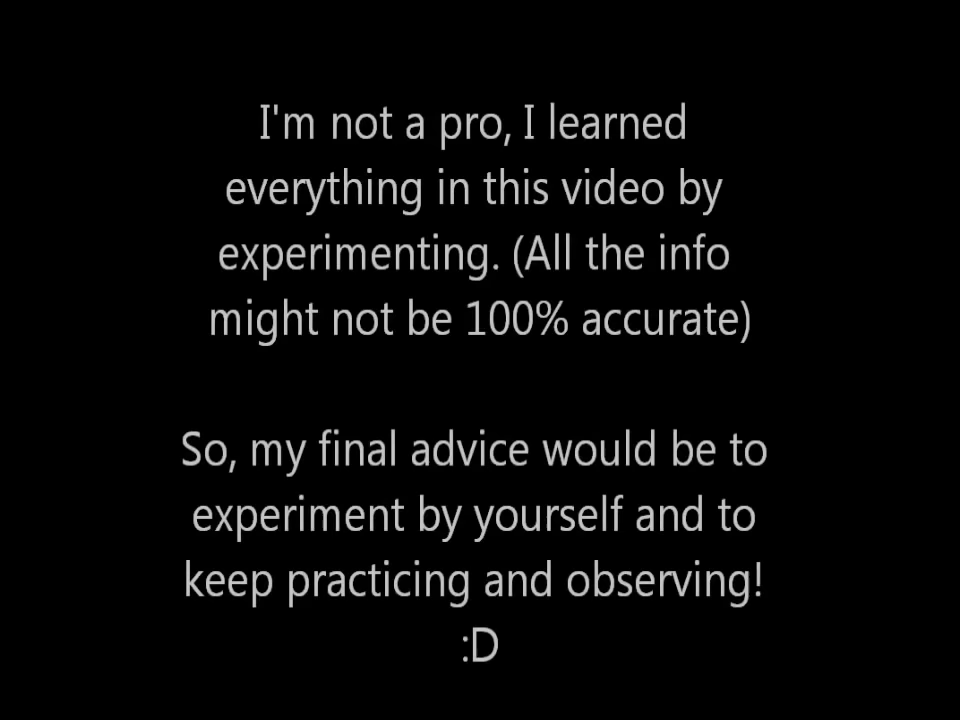 I'm not a pro, I learned
everything in this video by
experimenting. (All the info
might not be 100% accurate)
So, my final advice would be to
experiment by yourself and to
keep practicing and observing!
:D